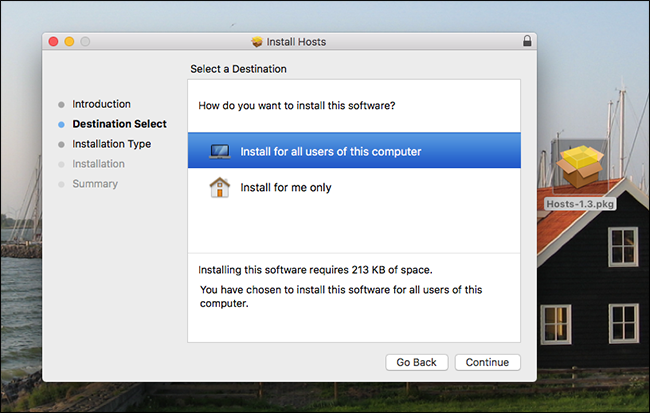 Install Hosts
Select a Destination
Introduction
Destination Select
Installation Type
Installation
Summary
How do you want to install this software?
Install for all users of this computer
Install for me only
Installing this software requires 213 KB of space.
You have chosen to install this software for all users of this
computer.
Go Back
Continue
Hosts-1.3.pkg